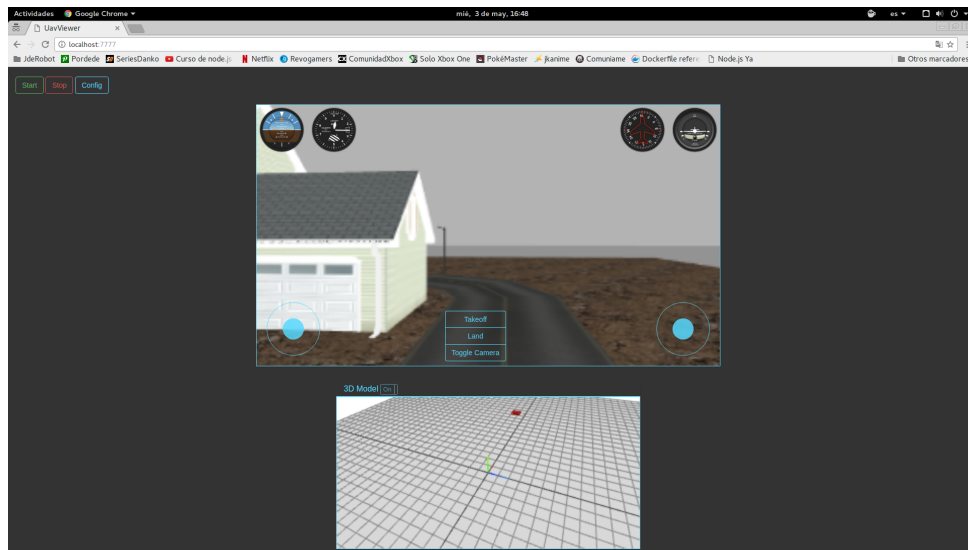 Actividades Google Chrome mié, 3 de may, 16:48 es
UavViewer
localhost:7777
JdeRobot Pordede SeriesDanko Curso de node.js Netflix Revogamers ComunidadXbox Solo Xbox One PokéMaster jkanime Comuniame Dockerfile refere Node.js Ya Otros marcadores
Start Stop Config
Takeoff
Land
Toggle Camera
3D Model On